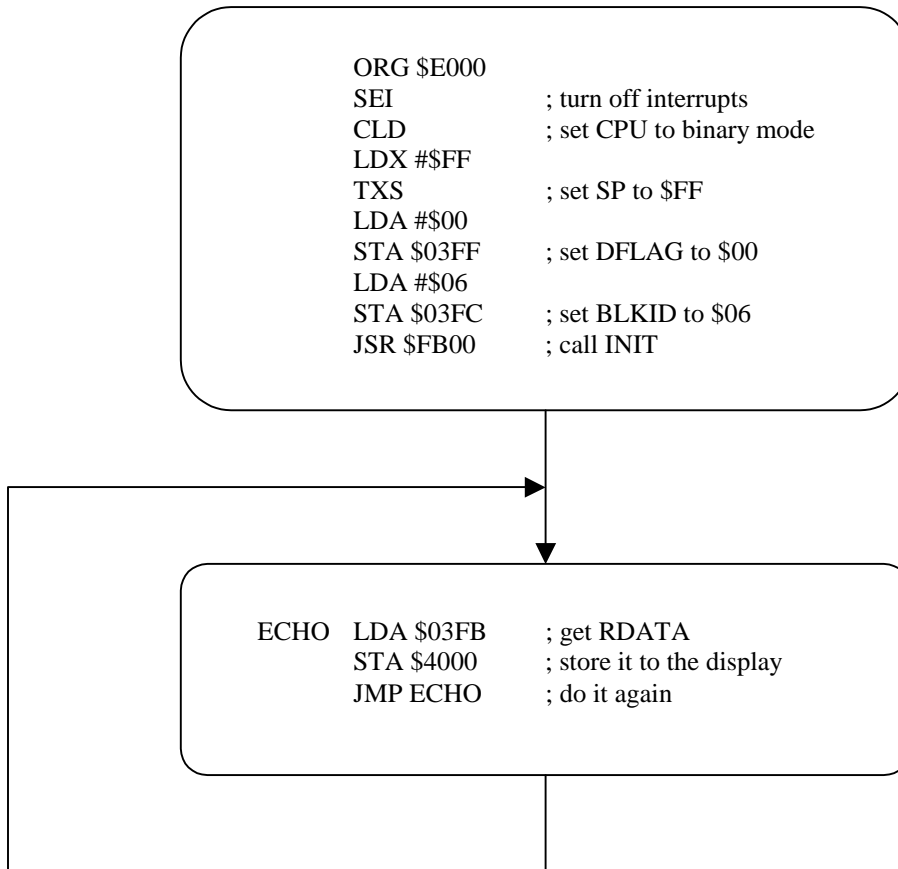 ORG $E000
SEI ; turn off interrupts
CLD ; set CPU to binary mode
LDX #$FF
TXS ; set SP to $FF
LDA #$00
STA $03FF ; set DFLAG to $00
LDA #$06
STA $03FC ; set BLKID to $06
JSR $FB00 ; call INIT
ECHO LDA $03FB ; get RDATA
STA $4000 ; store it to the display
JMP ECHO ; do it again